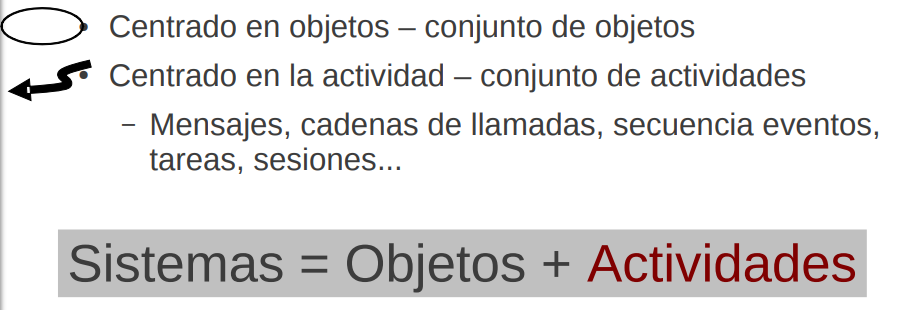 • Centrado en objetos – conjunto de objetos
• Centrado en la actividad – conjunto de actividades
– Mensajes, cadenas de llamadas, secuencia eventos,
tareas, sesiones...
Sistemas = Objetos + Actividades